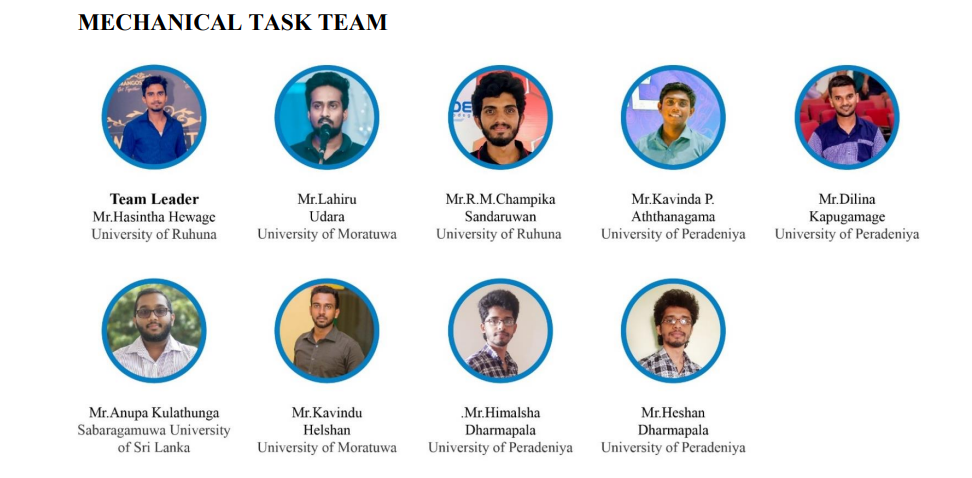 MECHANICAL TASK TEAM
Team Leader
Mr.Hasintha Hewage
University of Ruhuna
Mr.Lahiru
Udara
University of Moratuwa
Mr.R.M.Champika
Sandaruwan
University of Ruhuna
Mr.Kavinda P.
Aththanagama
University of Peradeniya
Mr.Dilina
Kapugamage
University of Peradeniya
Mr.Anupa Kulathunga
Sabaragamuwa University
of Sri Lanka
Mr.Kavindu
Helshan
University of Moratuwa
.Mr.Himalsha
Dharmapala
University of Peradeniya
Mr.Heshan
Dharmapala
University of Peradeniya